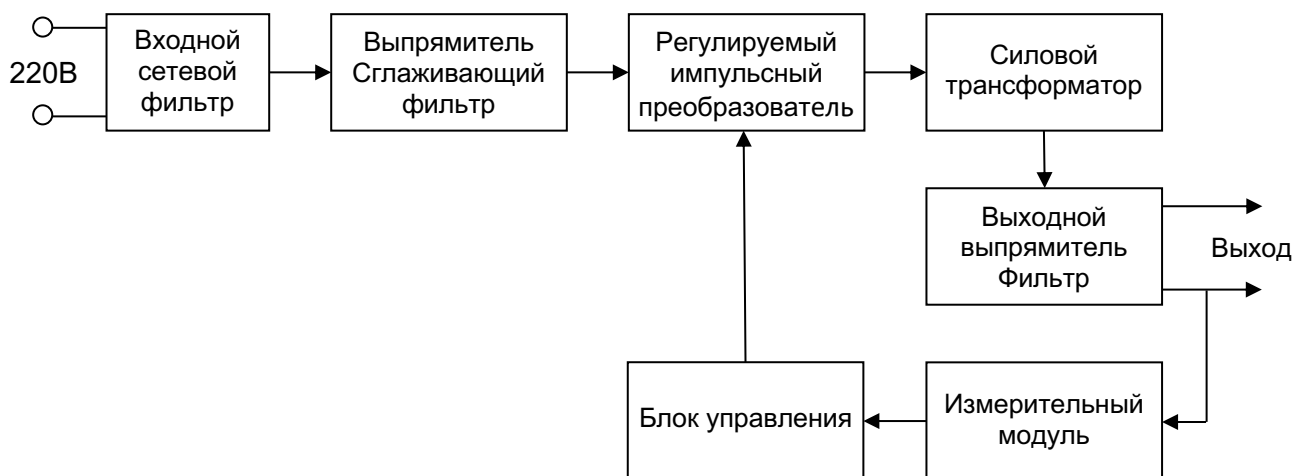 220В
Входной
сетевой
фильтр
Выпрямитель
Сглаживающий
фильтр
Регулируемый
импульсный
преобразователь
Силовой
трансформатор
Выходной
выпрямитель
Фильтр
Выход
Блок управления
Измерительный
модуль